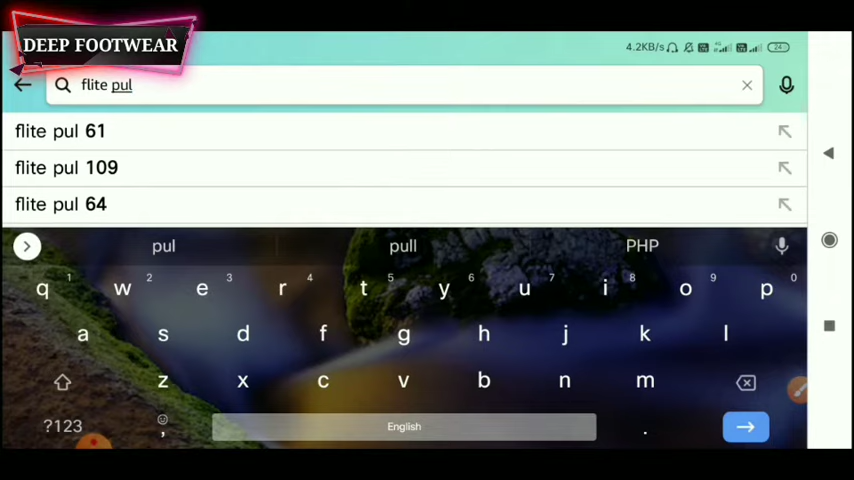 DEEP FOOTWEAR
4.2KB/s 24
flite pul
flite pul 61
flite pul 109
flite pul 64
pul pull PHP
q 1 w 2 e 3 r 4 t 5 y 6 u 7 i 8 o 9 p 0
a s d f g h j k l
z x c v b n m
?123 , English .